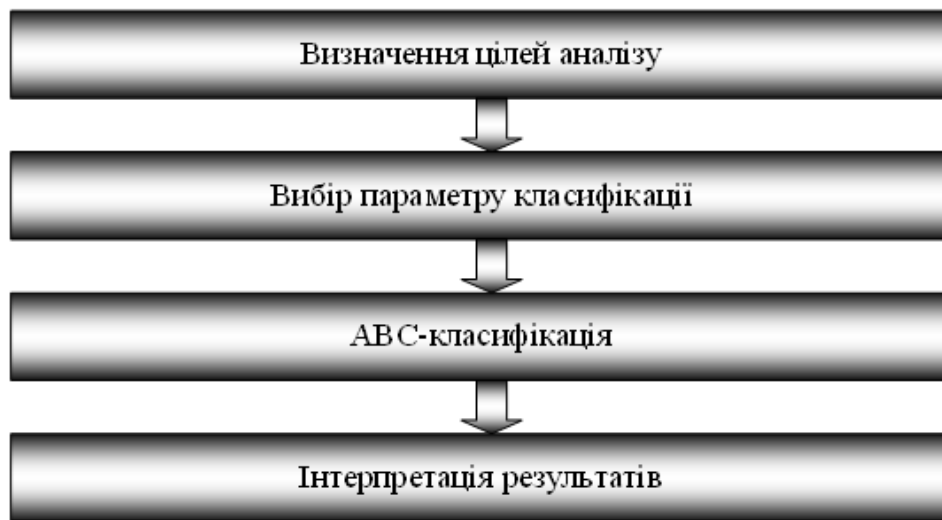 Визначення цілей аналізу
Вибір параметру класифікації
АВС-класифікація
Інтерпретація результатів